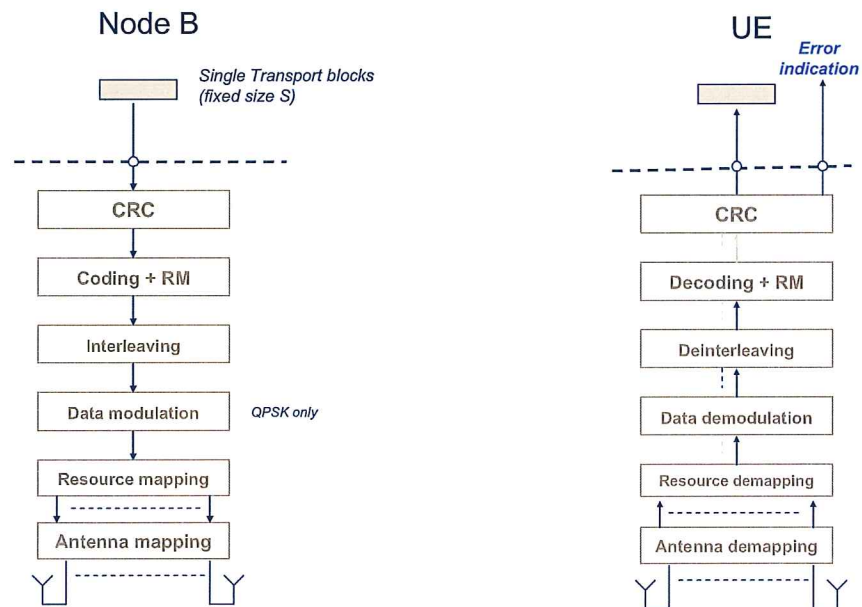 Node B
Single Transport blocks
(fixed size S)
CRC
Coding + RM
Interleaving
Data modulation
QPSK only
Resource mapping
Antenna mapping
UE
Error
indication
CRC
Decoding + RM
Deinterleaving
Data demodulation
Resource demapping
Antenna demapping